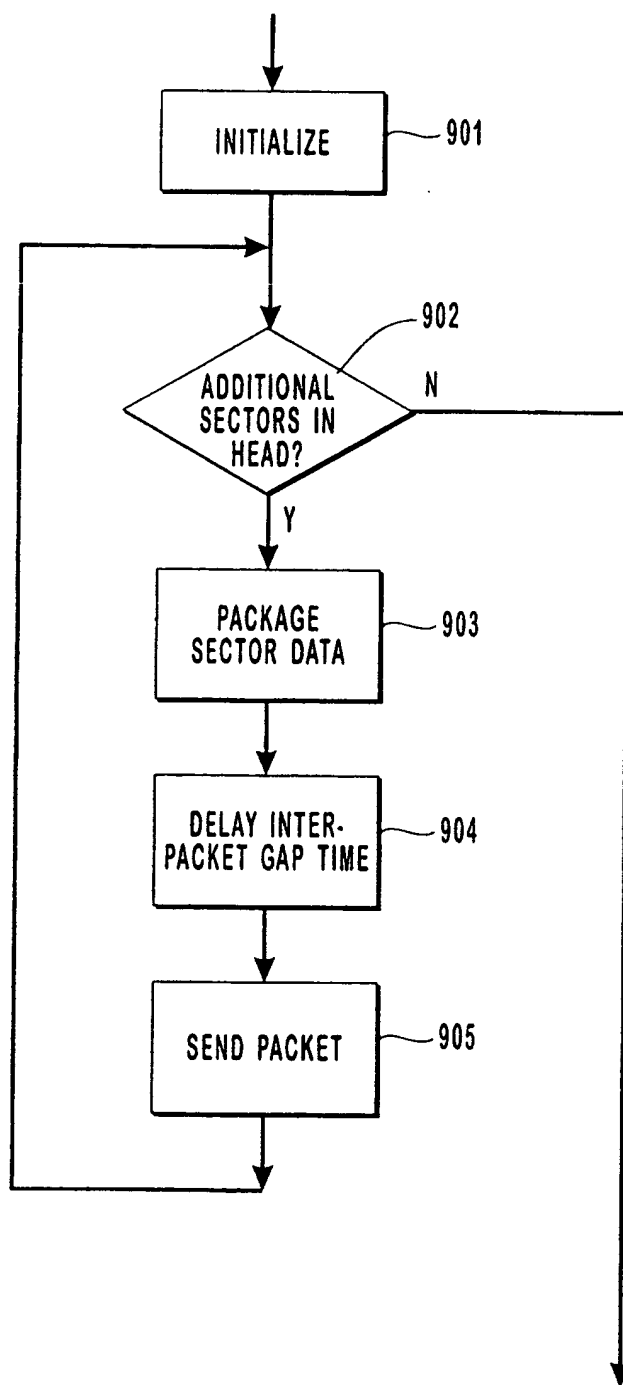 INITIALIZE
901
902
ADDITIONAL
SECTORS IN
HEAD?
N
Y
PACKAGE
SECTOR DATA
903
DELAY INTER-
PACKET GAP TIME
904
SEND PACKET
905